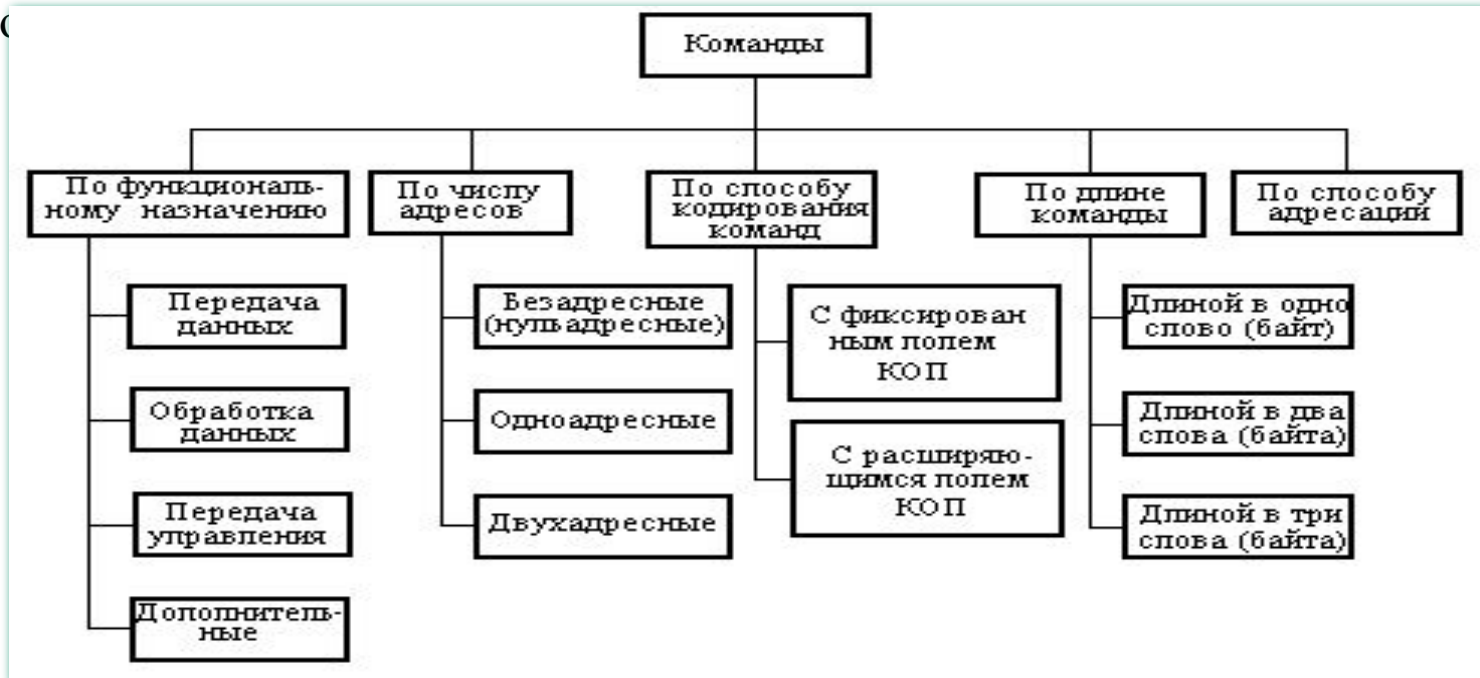 Команды
По функциональ-
ному назначению
По числу
адресов
По способу
кодирования
команд
По длине
команды
По способу
адресации
Передача
данных
Обработка
данных
Передача
управления
Дополнитель-
ные
Безадресные
(нульадресные)
Одноадресные
Двухадресные
С фиксирован
ным полем
КОП
С расширяю-
щимся полем
КОП
Длиной в одно
слово (байт)
Длиной в два
слова (байта)
Длиной в три
слова (байта)